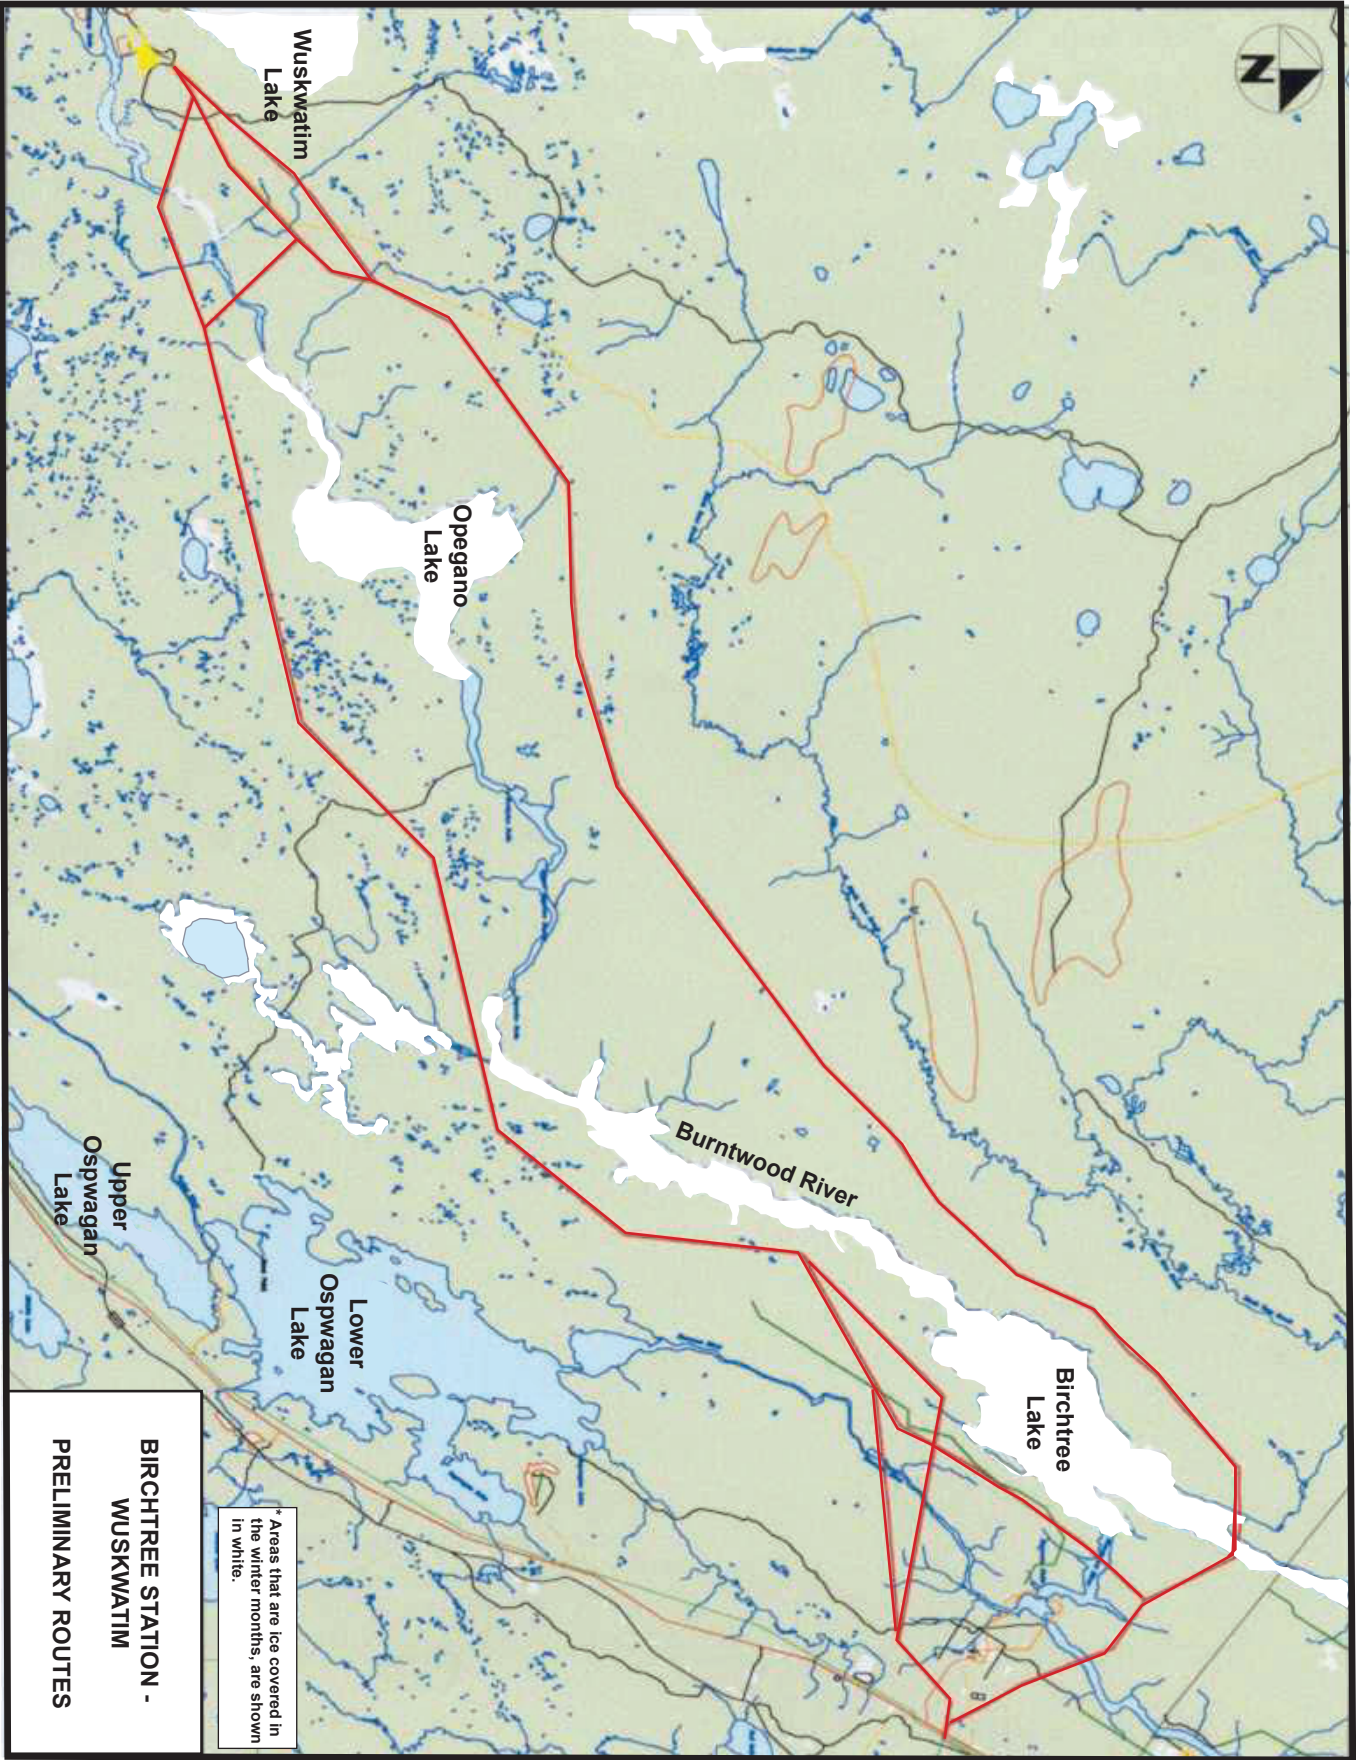 N
Wuskwatim
Lake
Opegano
Lake
Burntwood River
Birchtree
Lake
Upper
Ospwagan
Lake
Lower
Ospwagan
Lake
* Areas that are ice covered in
the winter months, are shown
in white.
BIRCHTREE STATION -
WUSKWATIM
PRELIMINARY ROUTES